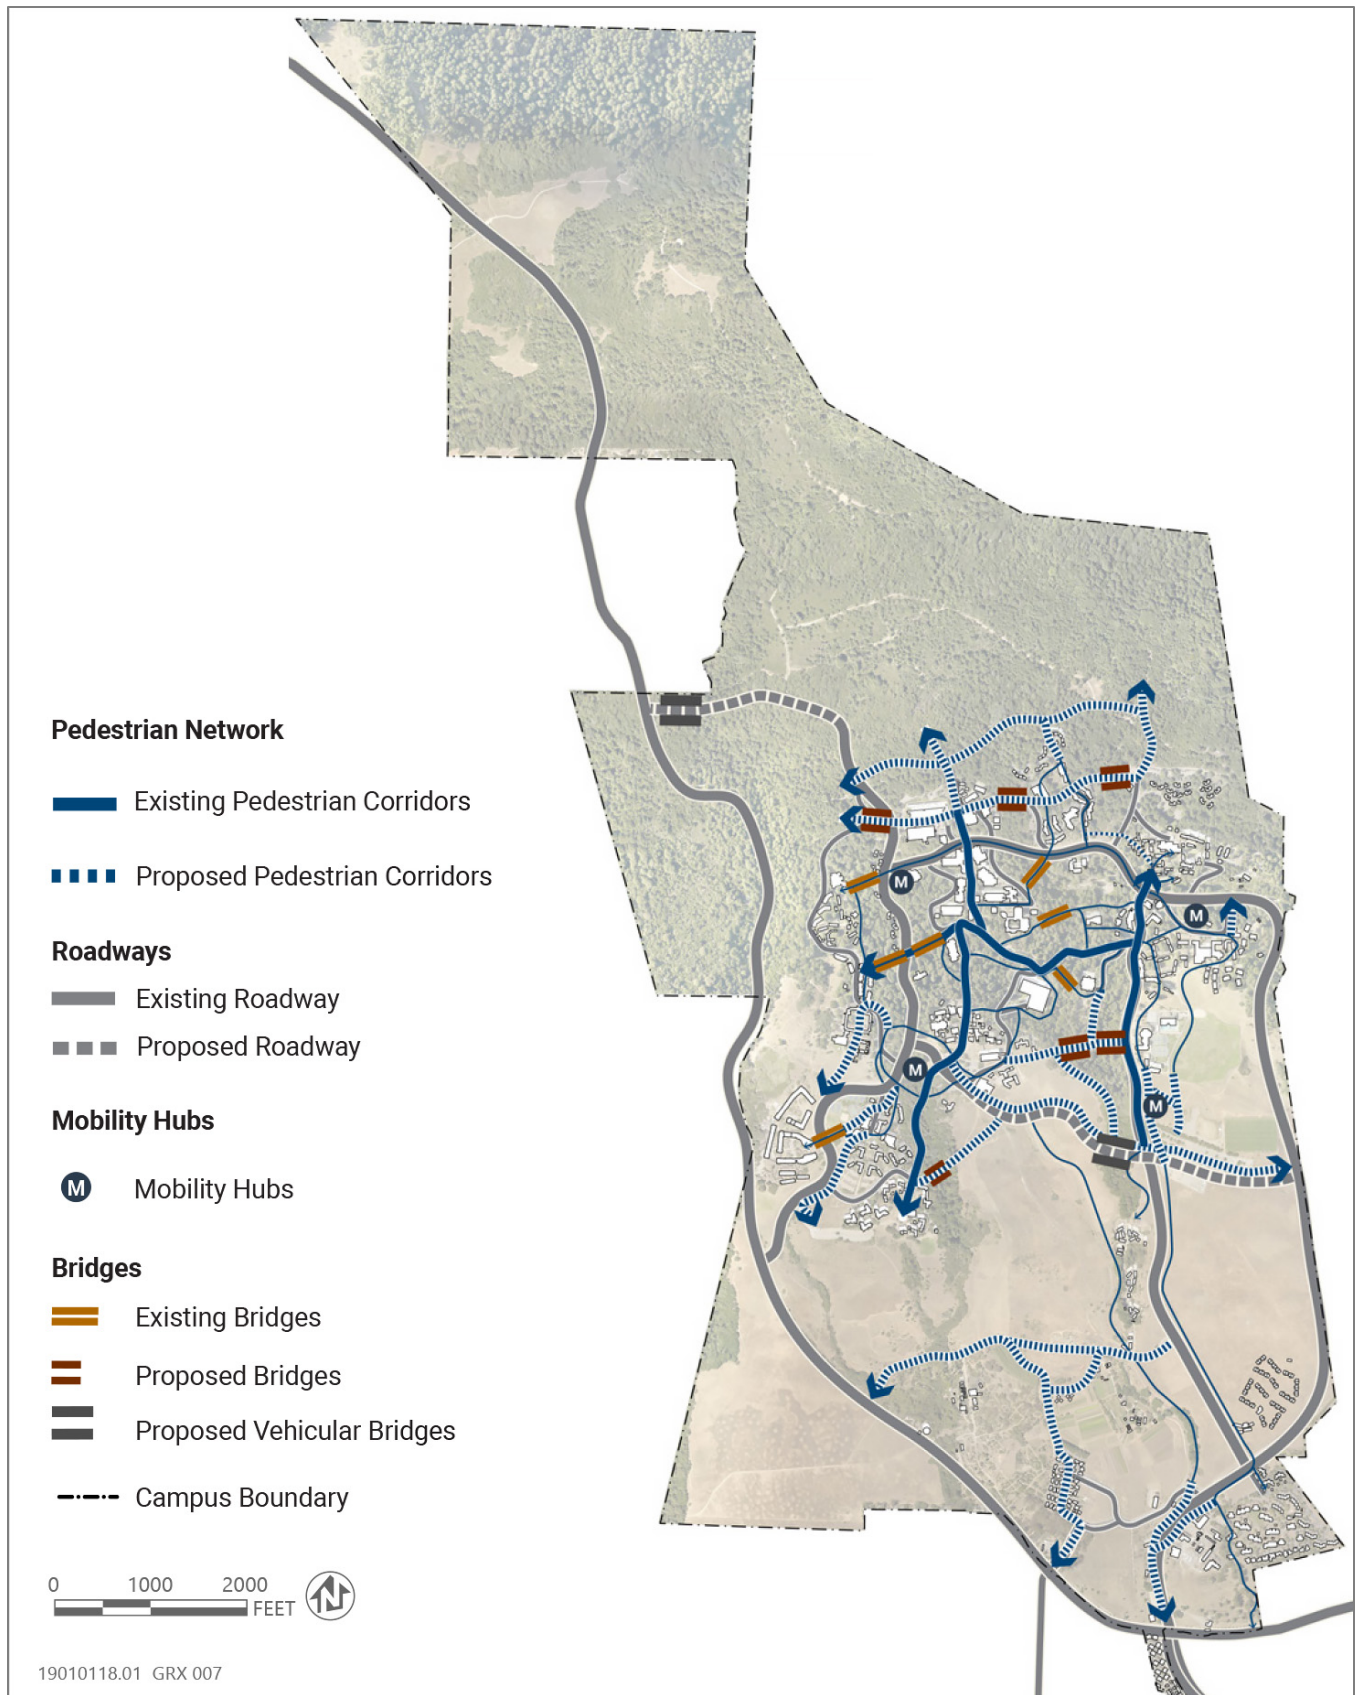 Pedestrian Network
Existing Pedestrian Corridors
Proposed Pedestrian Corridors
Roadways
Existing Roadway
Proposed Roadway
Mobility Hubs
M Mobility Hubs
Bridges
Existing Bridges
Proposed Bridges
Proposed Vehicular Bridges
Campus Boundary
0 1000 2000
FEET N
19010118.01 GRX 007
M
M
M
M